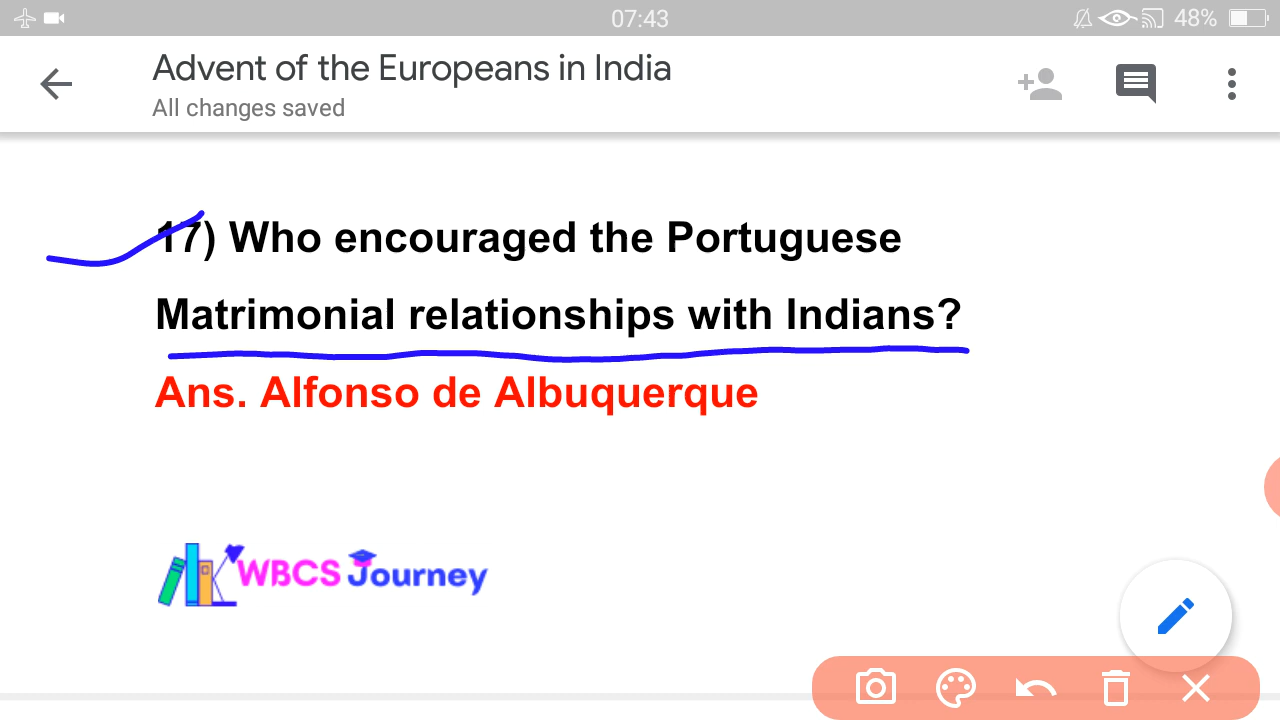 07:43
48%
Advent of the Europeans in India
All changes saved
17) Who encouraged the Portuguese
Matrimonial relationships with Indians?
Ans. Alfonso de Albuquerque
WBCS Journey